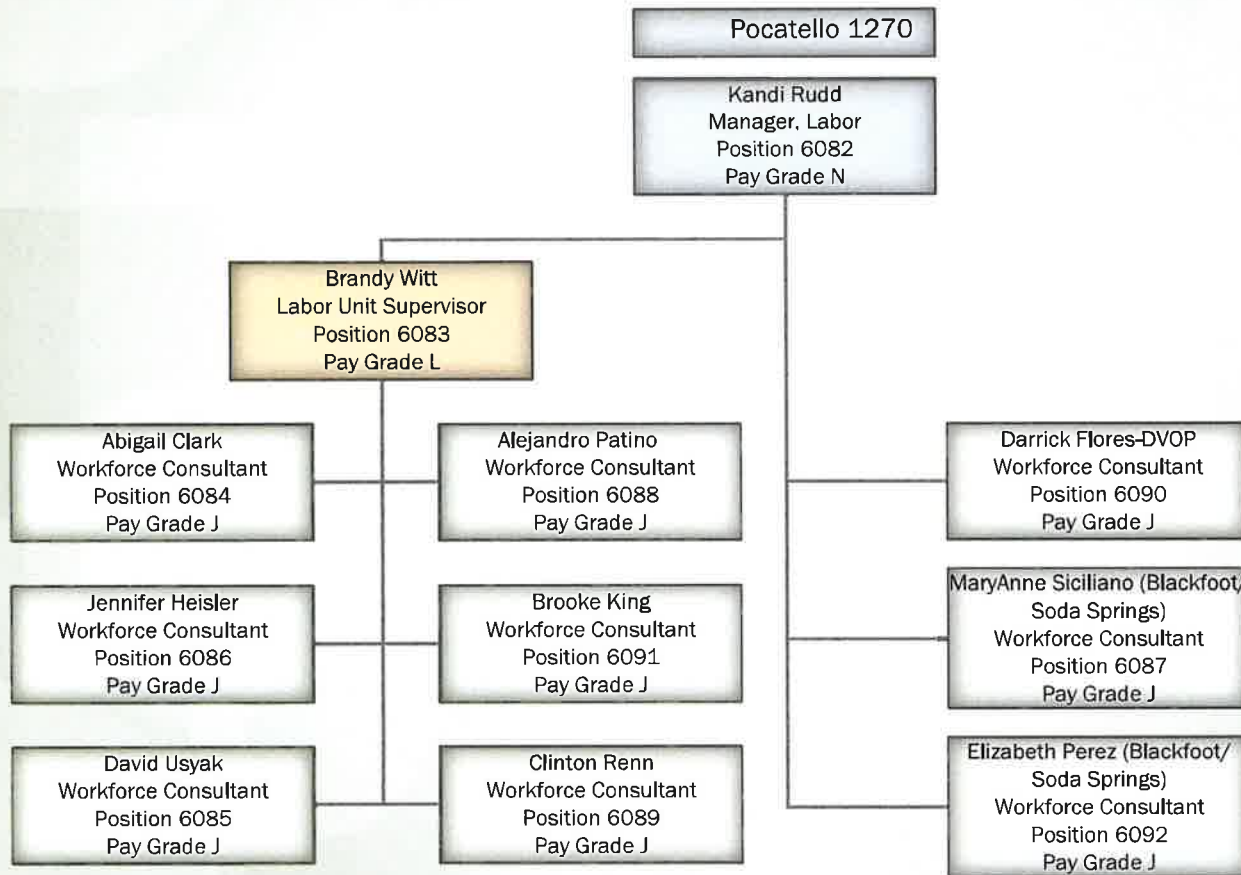 Pocatello 1270
Kandi Rudd
Manager, Labor
Position 6082
Pay Grade N
Brandy Witt
Labor Unit Supervisor
Position 6083
Pay Grade L
Abigail Clark
Workforce Consultant
Position 6084
Pay Grade J
Alejandro Patino
Workforce Consultant
Position 6088
Pay Grade J
Darrick Flores-DVOP
Workforce Consultant
Position 6090
Pay Grade J
Jennifer Heisler
Workforce Consultant
Position 6086
Pay Grade J
Brooke King
Workforce Consultant
Position 6091
Pay Grade J
MaryAnne Siciliano (Blackfoot/
Soda Springs)
Workforce Consultant
Position 6087
Pay Grade J
David Usyak
Workforce Consultant
Position 6085
Pay Grade J
Clinton Renn
Workforce Consultant
Position 6089
Pay Grade J
Elizabeth Perez (Blackfoot/
Soda Springs)
Workforce Consultant
Position 6092
Pay Grade J